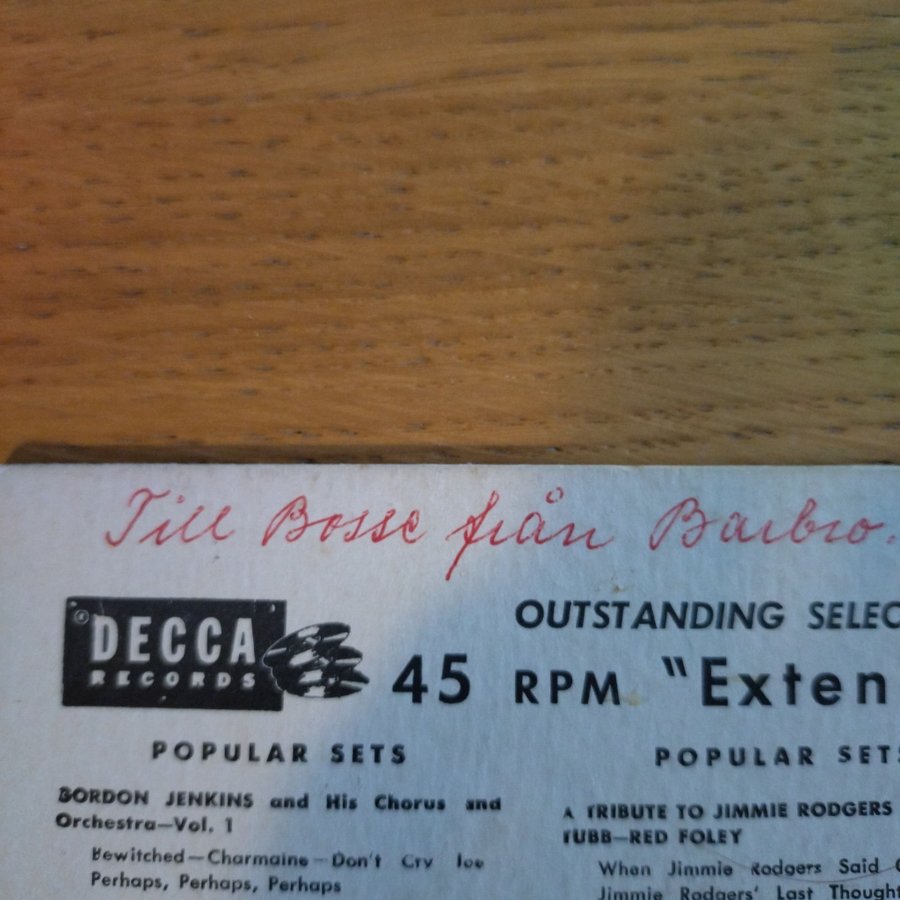 Till Bosse från Barbro.
® DECCA
RECORDS
OUTSTANDING SELEC
45 RPM "Exten
POPULAR SETS
GORDON JENKINS and His Chorus and
Orchestra—Vol. 1
Bewitched—Charmaine—Don't Cry Joe
Perhaps, Perhaps, Perhaps
POPULAR SETS
A TRIBUTE TO JIMMIE RODGERS
TUBB—RED FOLEY
When Jimmie Rodgers Said
Jimmie Rodgers' Last Thought